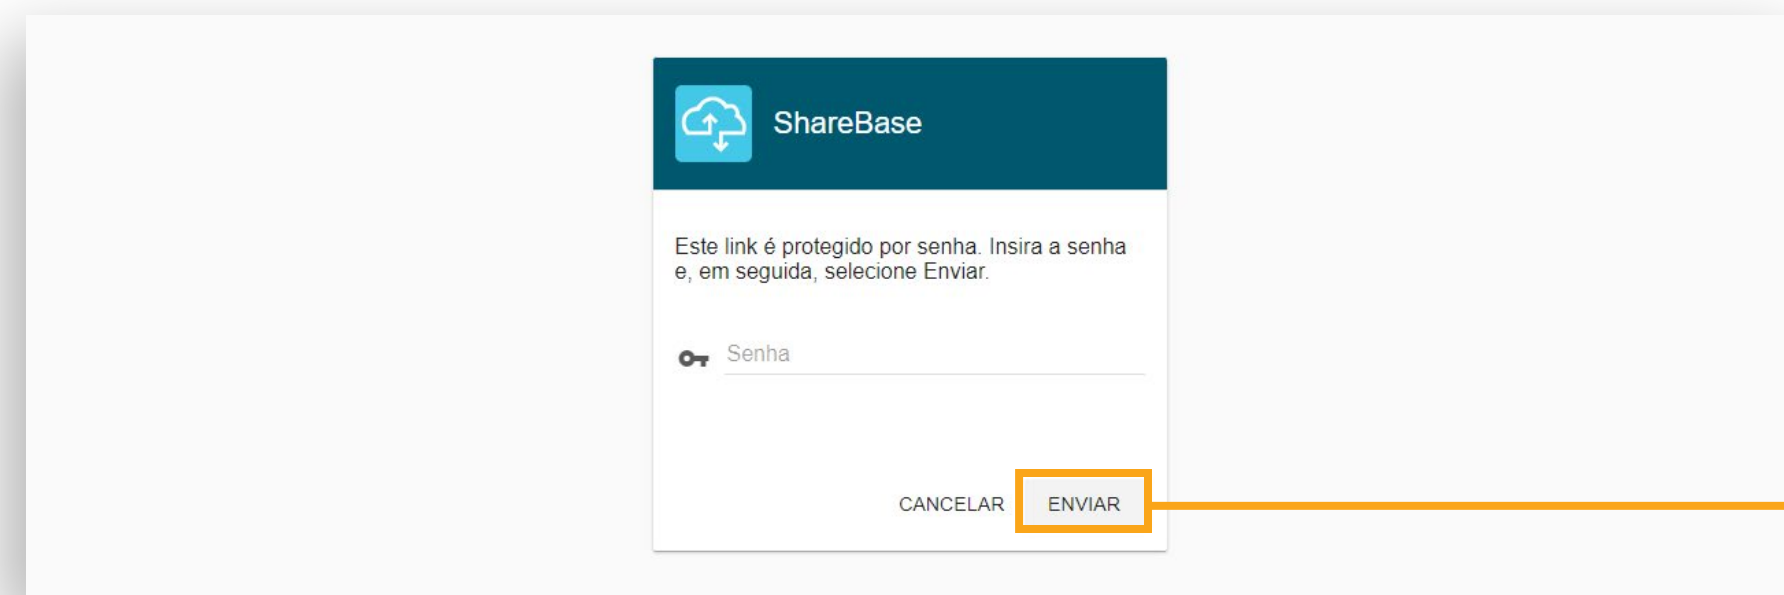 ShareBase
Este link é protegido por senha. Insira a senha
e, em seguida, selecione Enviar.
Senha
CANCELAR ENVIAR